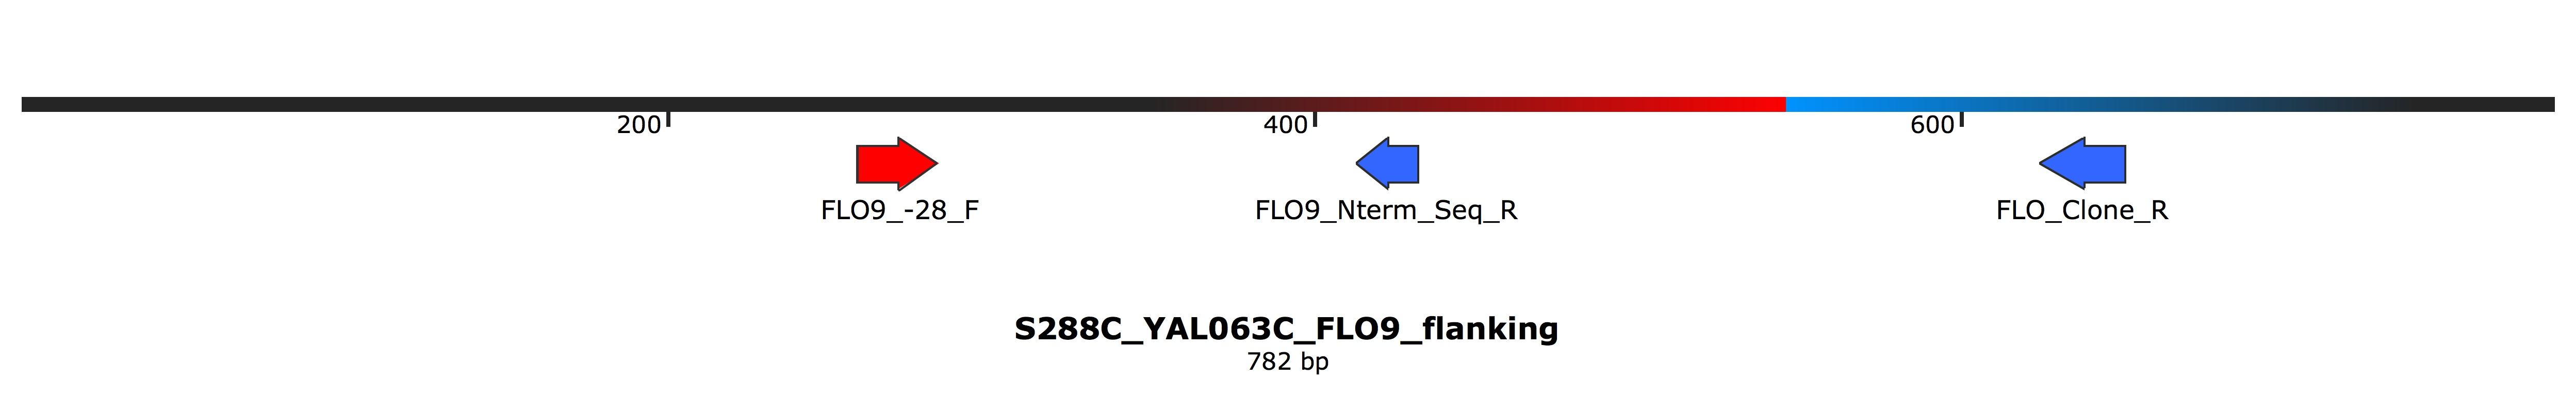 200 400 600
FLO9_-28_F FLO9_Nterm_Seq_R FLO_Clone_R
S288C_YAL063C_FLO9_flanking
782 bp